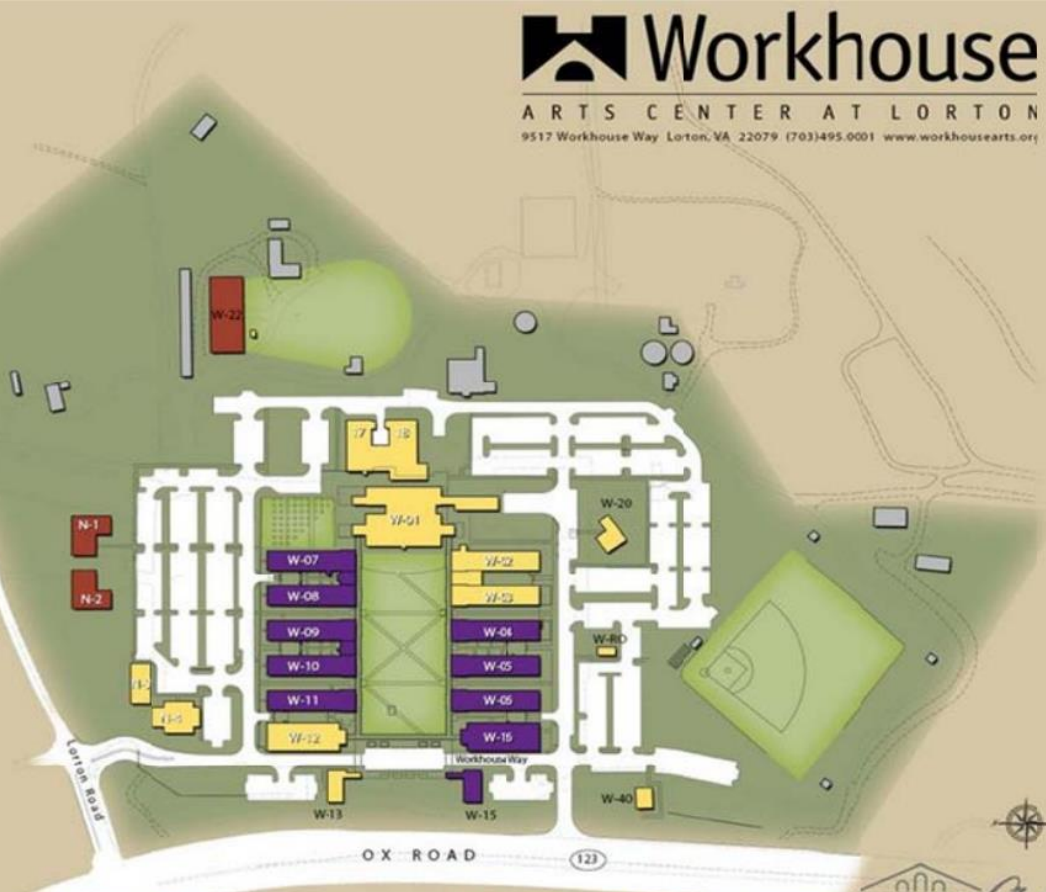 Workhouse
ARTS CENTER AT LORTON
9517 Workhouse Way Lorton, VA 22079 (703)495.0001 www.workhousearts.org
W-22
17 18
W-01
W-20
N-1
N-2
W-07
W-02
W-08
W-03
W-09
W-04
W-RO
W-10
W-05
W-11
W-06
W-12
W-16
Workhouse Way
Lorton Road
W-13
W-15
W-40
OX ROAD
123